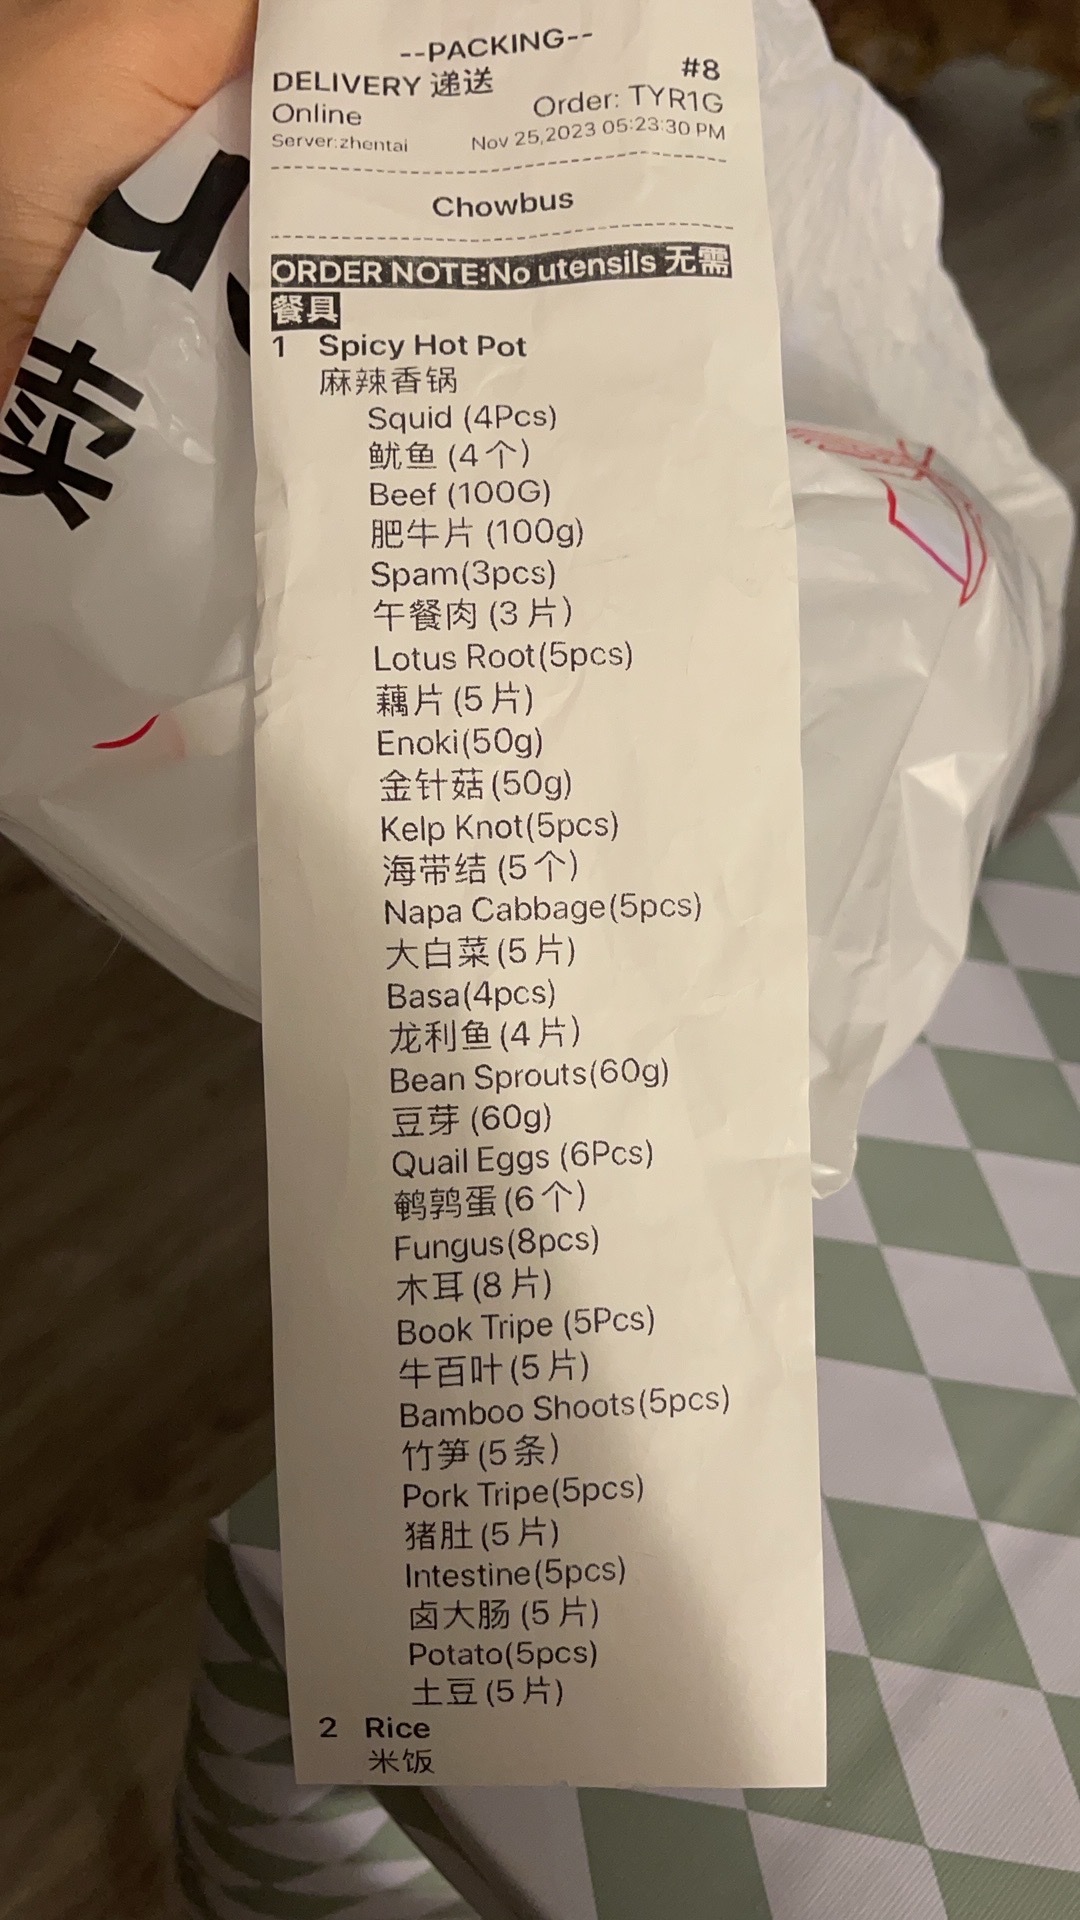 --PACKING--
DELIVERY 递送 #8
Online Order: TYR1G
Server:zhentai Nov 25,2023 05:23:30 PM
Chowbus
ORDER NOTE:No utensils 无需
餐具
1 Spicy Hot Pot
麻辣香锅
Squid (4Pcs)
鱿鱼 (4个)
Beef (100G)
肥牛片 (100g)
Spam(3pcs)
午餐肉 (3片)
Lotus Root(5pcs)
藕片 (5片)
Enoki(50g)
金针菇 (50g)
Kelp Knot(5pcs)
海带结 (5个)
Napa Cabbage(5pcs)
大白菜 (5片)
Basa(4pcs)
龙利鱼 (4片)
Bean Sprouts(60g)
豆芽 (60g)
Quail Eggs (6Pcs)
鹌鹑蛋 (6个)
Fungus(8pcs)
木耳 (8片)
Book Tripe (5Pcs)
牛百叶 (5片)
Bamboo Shoots(5pcs)
竹笋 (5条)
Pork Tripe(5pcs)
猪肚 (5片)
Intestine(5pcs)
卤大肠 (5片)
Potato(5pcs)
土豆 (5片)
2 Rice
米饭